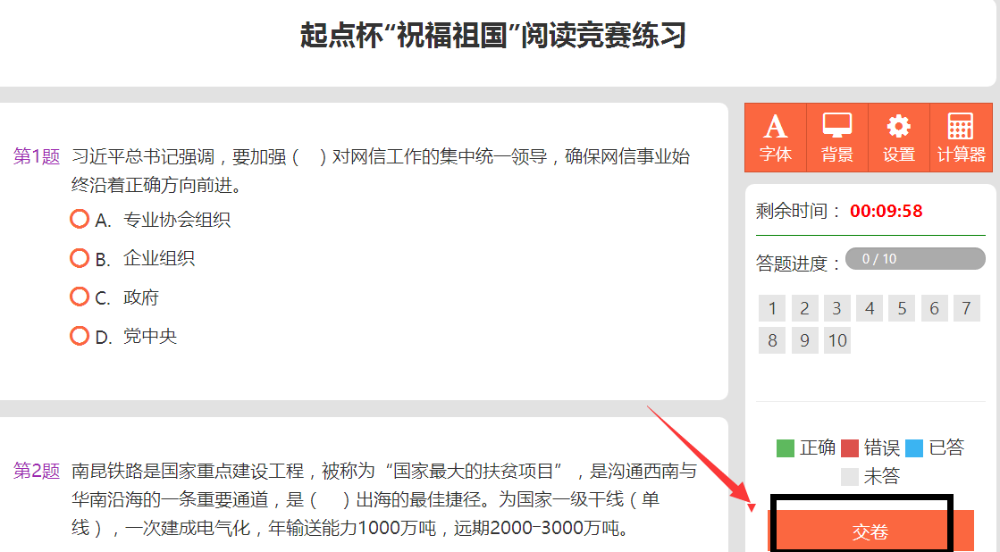 起点杯“祝福祖国”阅读竞赛练习
第1题 习近平总书记强调，要加强（ ）对网信工作的集中统一领导，确保网信事业始
终沿着正确方向前进。
A. 专业协会组织
B. 企业组织
C. 政府
D. 党中央
第2题 南昆铁路是国家重点建设工程，被称为“国家最大的扶贫项目”，是沟通西南与
华南沿海的一条重要通道，是（ ）出海的最佳捷径。为国家一级干线（单
线），一次建成电气化，年输送能力1000万吨，远期2000-3000万吨。
字体 背景 设置 计算器
剩余时间： 00:09:58
答题进度： 0 / 10
1 2 3 4 5 6 7
8 9 10
正确 错误 已答
未答
交卷